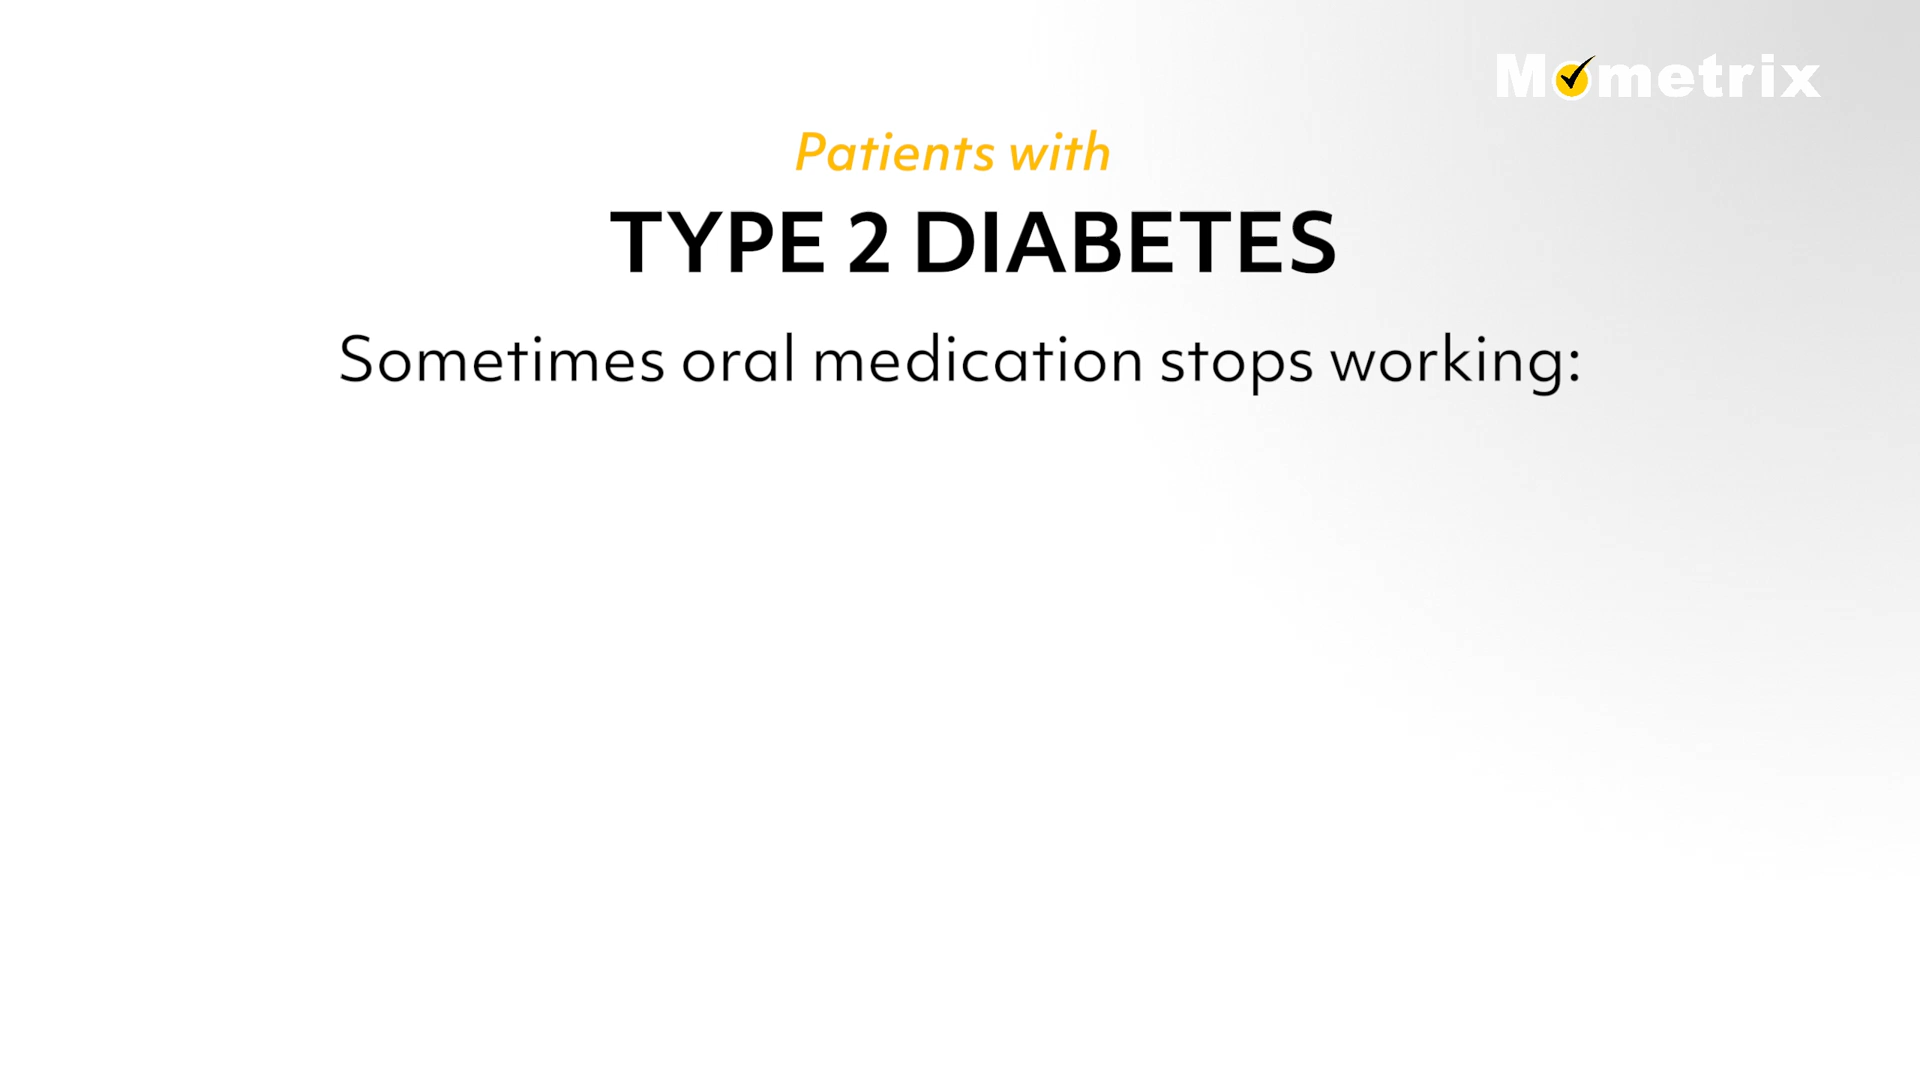 Mometrix
Patients with
TYPE 2 DIABETES
Sometimes oral medication stops working: